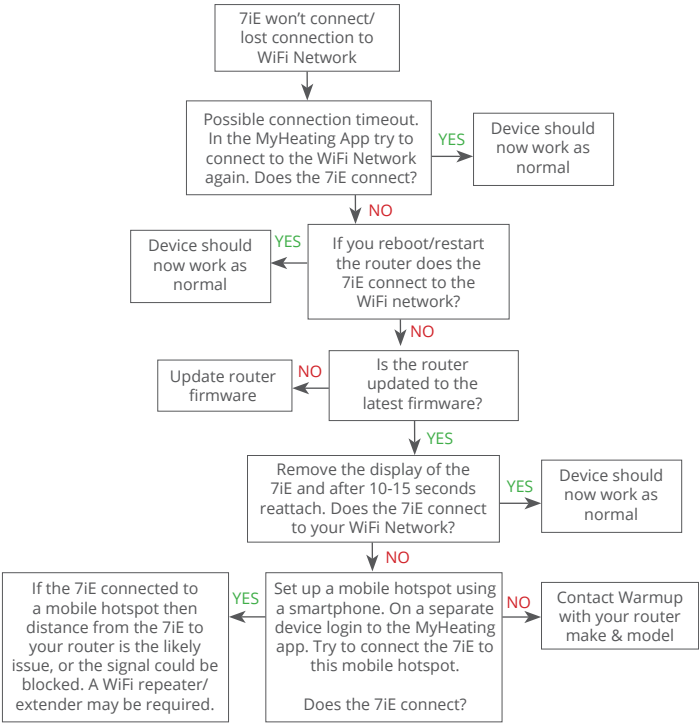 7iE won't connect/
lost connection to
WiFi Network
Possible connection timeout.
In the MyHeating App try to
connect to the WiFi Network
again. Does the 7iE connect?
YES
Device should
now work as
normal
NO
If you reboot/restart
the router does the
7iE connect to the
WiFi network?
YES
Device should
now work as
normal
NO
Is the router
updated to the
latest firmware?
NO
Update router
firmware
YES
Remove the display of the
7iE and after 10-15 seconds
reattach. Does the 7iE connect
to your WiFi Network?
YES
Device should
now work as
normal
NO
Set up a mobile hotspot using
a smartphone. On a separate
device login to the MyHeating
app. Try to connect the 7iE to
this mobile hotspot.
Does the 7iE connect?
YES
If the 7iE connected to
a mobile hotspot then
distance from the 7iE to
your router is the likely
issue, or the signal could be
blocked. A WiFi repeater/
extender may be required.
NO
Contact Warmup
with your router
make & model